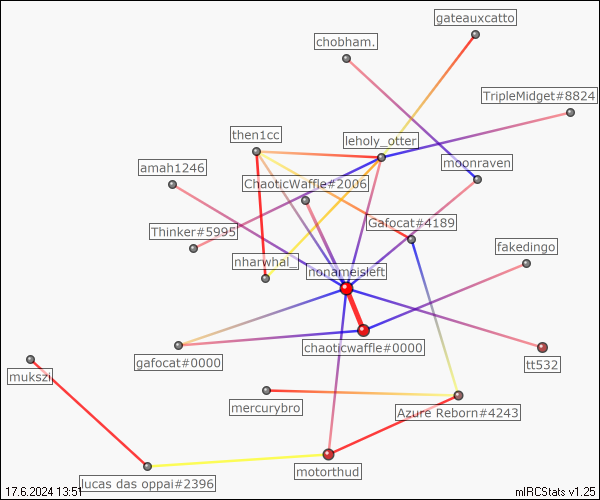 gateauxcatto
chobham.
TripleMidget#8824
then1cc
leholy_otter
amah1246
moonraven
ChaoticWaffle#2006
Thinker#5995
Gafocat#4189
fakedingo
nharwhal_
nonameisleft
chaoticwaffle#0000
gafocat#0000
tt532
mukszi
mercurybro
Azure Reborn#4243
motorthud
lucas das oppai#2396
17.6.2024 13:51
mIRCStats v1.25